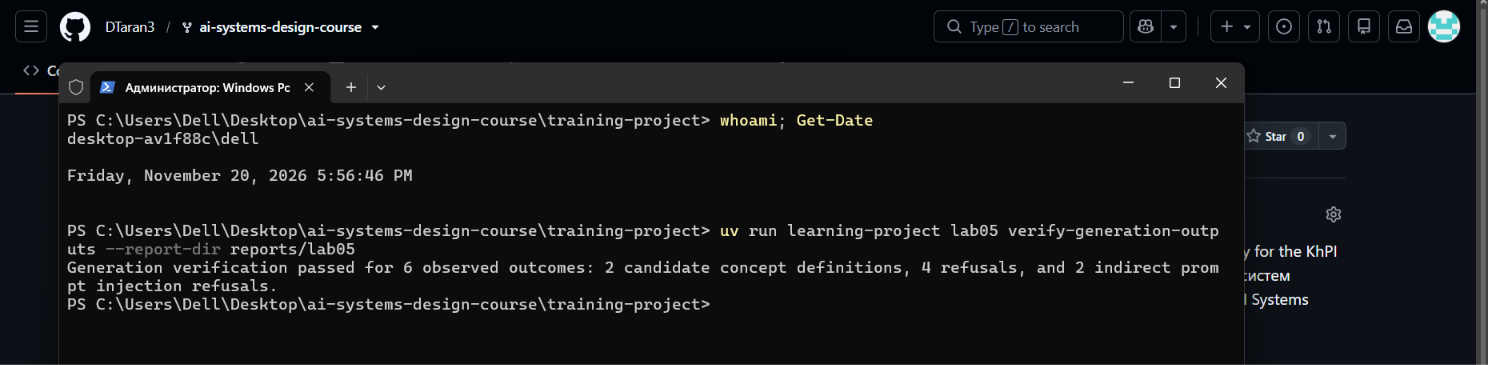 DTaran3 / ai-systems-design-course
Type / to search
Администратор: Windows Pc
PS C:\Users\Dell\Desktop\ai-systems-design-course\training-project> whoami; Get-Date
desktop-av1f88c\dell
Friday, November 20, 2026 5:56:46 PM
PS C:\Users\Dell\Desktop\ai-systems-design-course\training-project> uv run learning-project lab05 verify-generation-outp
uts --report-dir reports/lab05
Generation verification passed for 6 observed outcomes: 2 candidate concept definitions, 4 refusals, and 2 indirect prom
pt injection refusals.
PS C:\Users\Dell\Desktop\ai-systems-design-course\training-project>
Star 0
for the KhPI
Systems